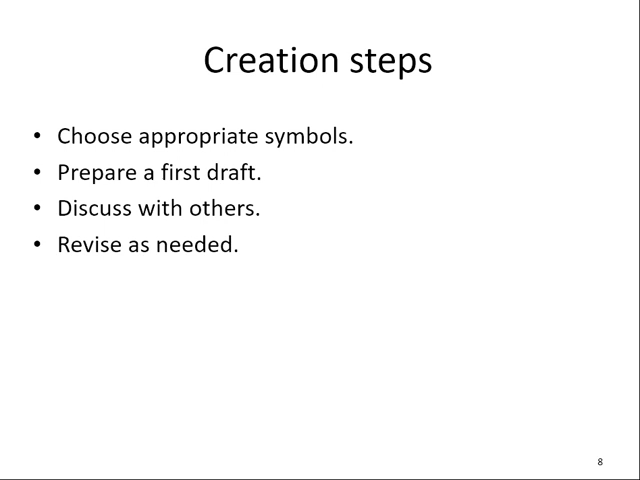 Creation steps
• Choose appropriate symbols.
• Prepare a first draft.
• Discuss with others.
• Revise as needed.
8